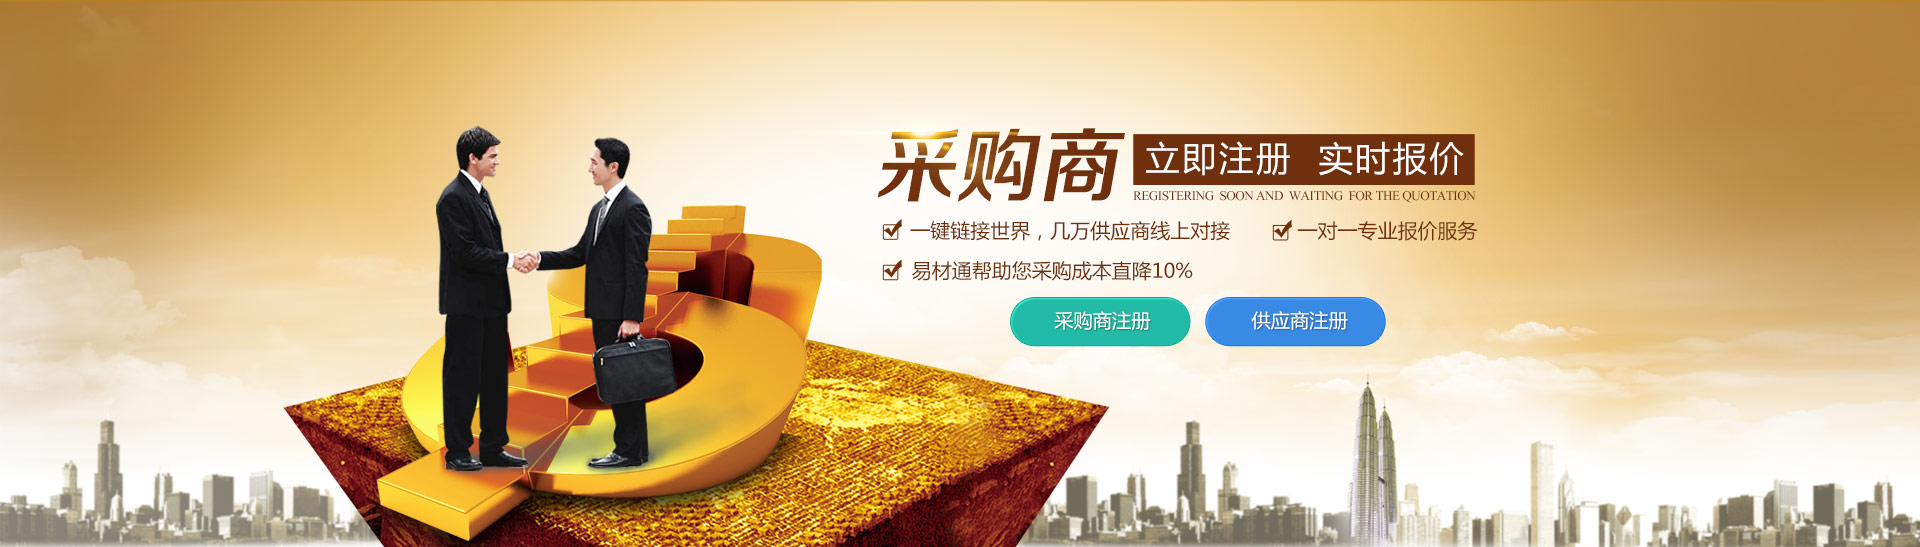 采购商 立即注册 实时报价
REGISTERING SOON AND WAITING FOR THE QUOTATION
一键链接世界，几万供应商线上对接 一对一专业报价服务
易材通帮助您采购成本直降10%
采购商注册 供应商注册